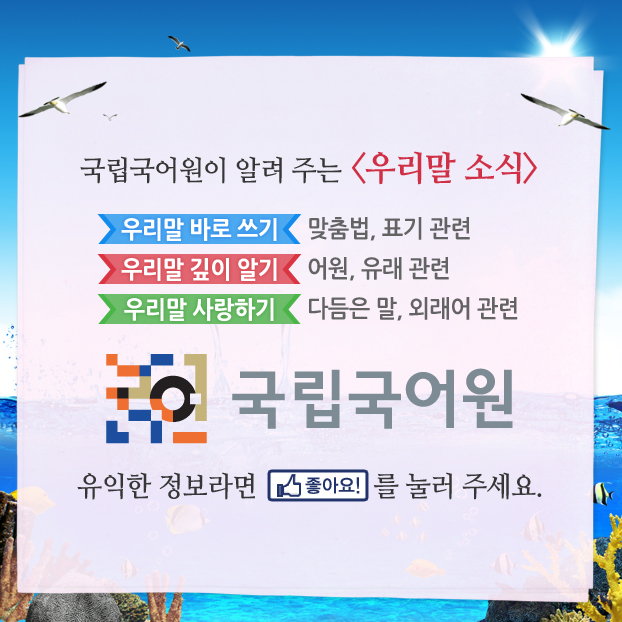 국립국어원이 알려 주는 〈우리말 소식〉
우리말 바로 쓰기 맞춤법, 표기 관련
우리말 깊이 알기 어원, 유래 관련
우리말 사랑하기 다듬은 말, 외래어 관련
국립국어원
유익한 정보라면 좋아요! 를 눌러 주세요.